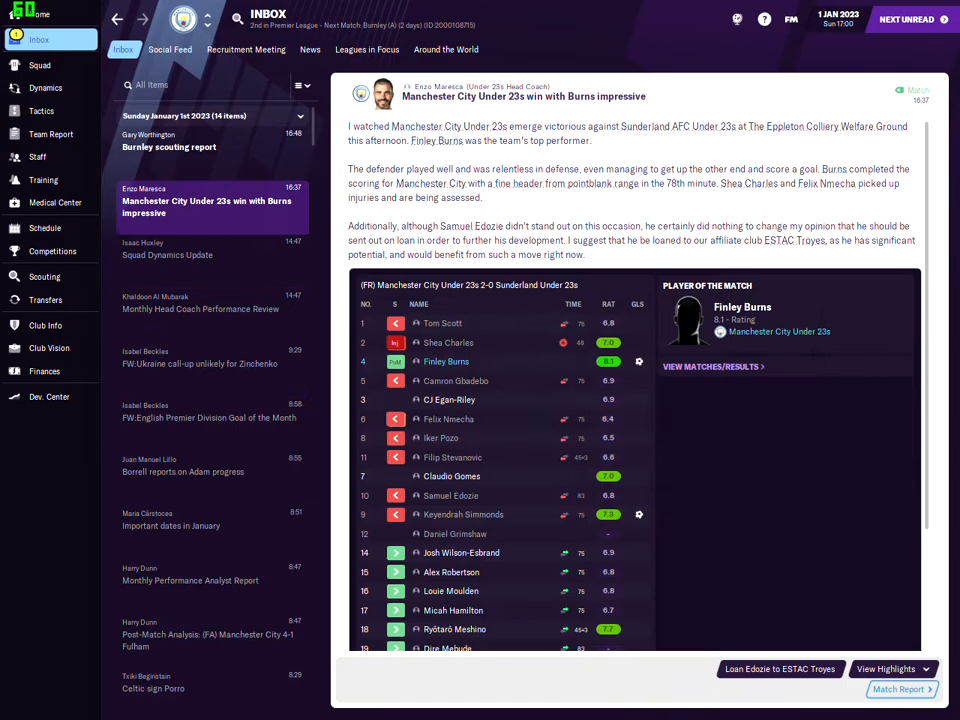 60
ome
INBOX
2nd in Premier League - Next Match: Burnley (A) (2 days) (ID:2000108715)
FM
1 JAN 2023
Sun 17:00
NEXT UNREAD
1
Inbox
Squad
Dynamics
Tactics
Team Report
Staff
Training
Medical Center
Schedule
Competitions
Scouting
Transfers
Club Info
Club Vision
Finances
Dev. Center
Inbox
Social Feed
Recruitment Meeting
News
Leagues in Focus
Around the World
All Items
Sunday January 1st 2023 (14 items)
Gary Worthington 16:48
Burnley scouting report
Enzo Maresca 16:37
Manchester City Under 23s win with Burns
impressive
Isaac Huxley 14:47
Squad Dynamics Update
Khaldoon Al Mubarak 14:47
Monthly Head Coach Performance Review
Isabel Beckles 9:29
FW:Ukraine call-up unlikely for Zinchenko
Isabel Beckles 8:58
FW:English Premier Division Goal of the Month
Juan Manuel Lillo 8:55
Borrell reports on Adam progress
Maria Cârstocea 8:51
Important dates in January
Harry Dunn 8:47
Monthly Performance Analyst Report
Harry Dunn 8:47
Post-Match Analysis: (FA) Manchester City 4-1
Fulham
Txiki Begiristain 8:29
Celtic sign Porro
Enzo Maresca (Under 23s Head Coach)
Manchester City Under 23s win with Burns impressive
Match
16:37
I watched Manchester City Under 23s emerge victorious against Sunderland AFC Under 23s at The Eppleton Colliery Welfare Ground
this afternoon. Finley Burns was the team's top performer.
The defender played well and was relentless in defense, even managing to get up the other end and score a goal. Burns completed the
scoring for Manchester City with a fine header from pointblank range in the 78th minute. Shea Charles and Felix Nmecha picked up
injuries and are being assessed.
Additionally, although Samuel Edozie didn't stand out on this occasion, he certainly did nothing to change my opinion that he should be
sent out on loan in order to further his development. I suggest that he be loaned to our affiliate club ESTAC Troyes, as he has significant
potential, and would benefit from such a move right now.
(FR) Manchester City Under 23s 2-0 Sunderland Under 23s
NO. S NAME TIME RAT GLS
1 Tom Scott 75 6.8
2 Inj Shea Charles 48 7.0
4 PoM Finley Burns 8.1
5 Camron Gbadebo 75 6.9
3 CJ Egan-Riley 6.9
6 Felix Nmecha 75 6.4
8 Iker Pozo 75 6.5
11 Filip Stevanovic 45+3 6.6
7 Claudio Gomes 7.0
10 Samuel Edozie 83 6.8
9 Keyendrah Simmonds 75 7.3
12 Daniel Grimshaw -
14 Josh Wilson-Esbrand 75 6.9
15 Alex Robertson 75 6.8
16 Louie Moulden 75 6.8
17 Micah Hamilton 75 6.7
18 Ryōtarō Meshino 45+3 7.7
19 Dire Mebude 83 -
PLAYER OF THE MATCH
Finley Burns
8.1 - Rating
Manchester City Under 23s
VIEW MATCHES/RESULTS >
Loan Edozie to ESTAC Troyes
View Highlights
Match Report >